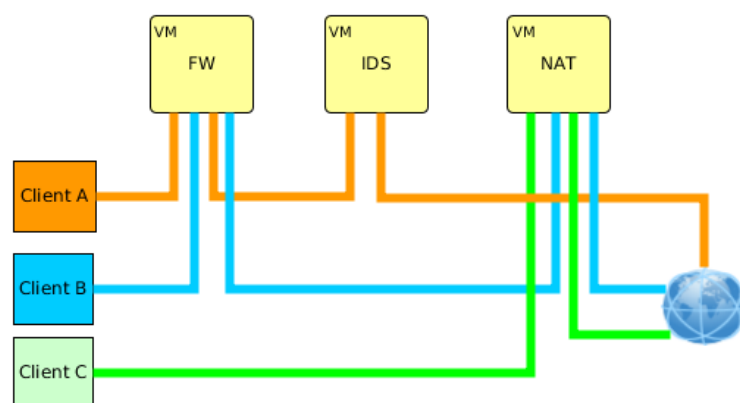 VM
FW
VM
IDS
VM
NAT
Client A
Client B
Client C